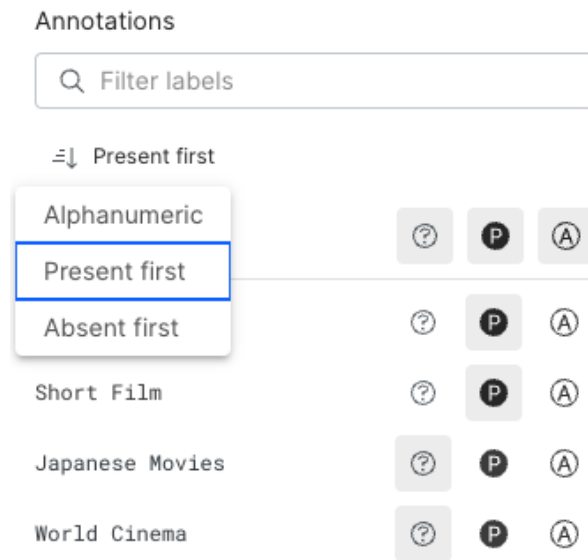 Annotations
Filter labels
Present first
Alphanumeric
? P A
Present first
? P A
Absent first
Short Film ? P A
Japanese Movies ? P A
World Cinema ? P A